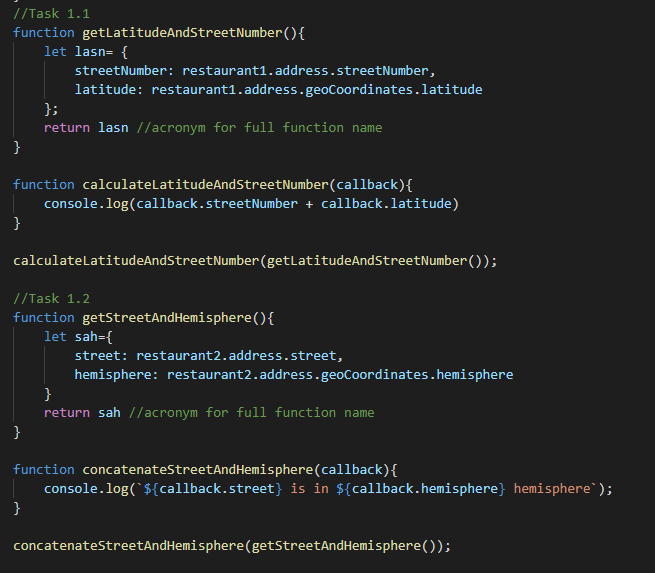 //Task 1.1
function getLatitudeAndStreetNumber(){
    let lasn= {
        streetNumber: restaurant1.address.streetNumber,
        latitude: restaurant1.address.geoCoordinates.latitude
    };
    return lasn //acronym for full function name
}

function calculateLatitudeAndStreetNumber(callback){
    console.log(callback.streetNumber + callback.latitude)
}

calculateLatitudeAndStreetNumber(getLatitudeAndStreetNumber());

//Task 1.2
function getStreetAndHemisphere(){
    let sah={
        street: restaurant2.address.street,
        hemisphere: restaurant2.address.geoCoordinates.hemisphere
    }
    return sah //acronym for full function name
}

function concatenateStreetAndHemisphere(callback){
    console.log(`${callback.street} is in ${callback.hemisphere} hemisphere`);
}

concatenateStreetAndHemisphere(getStreetAndHemisphere());